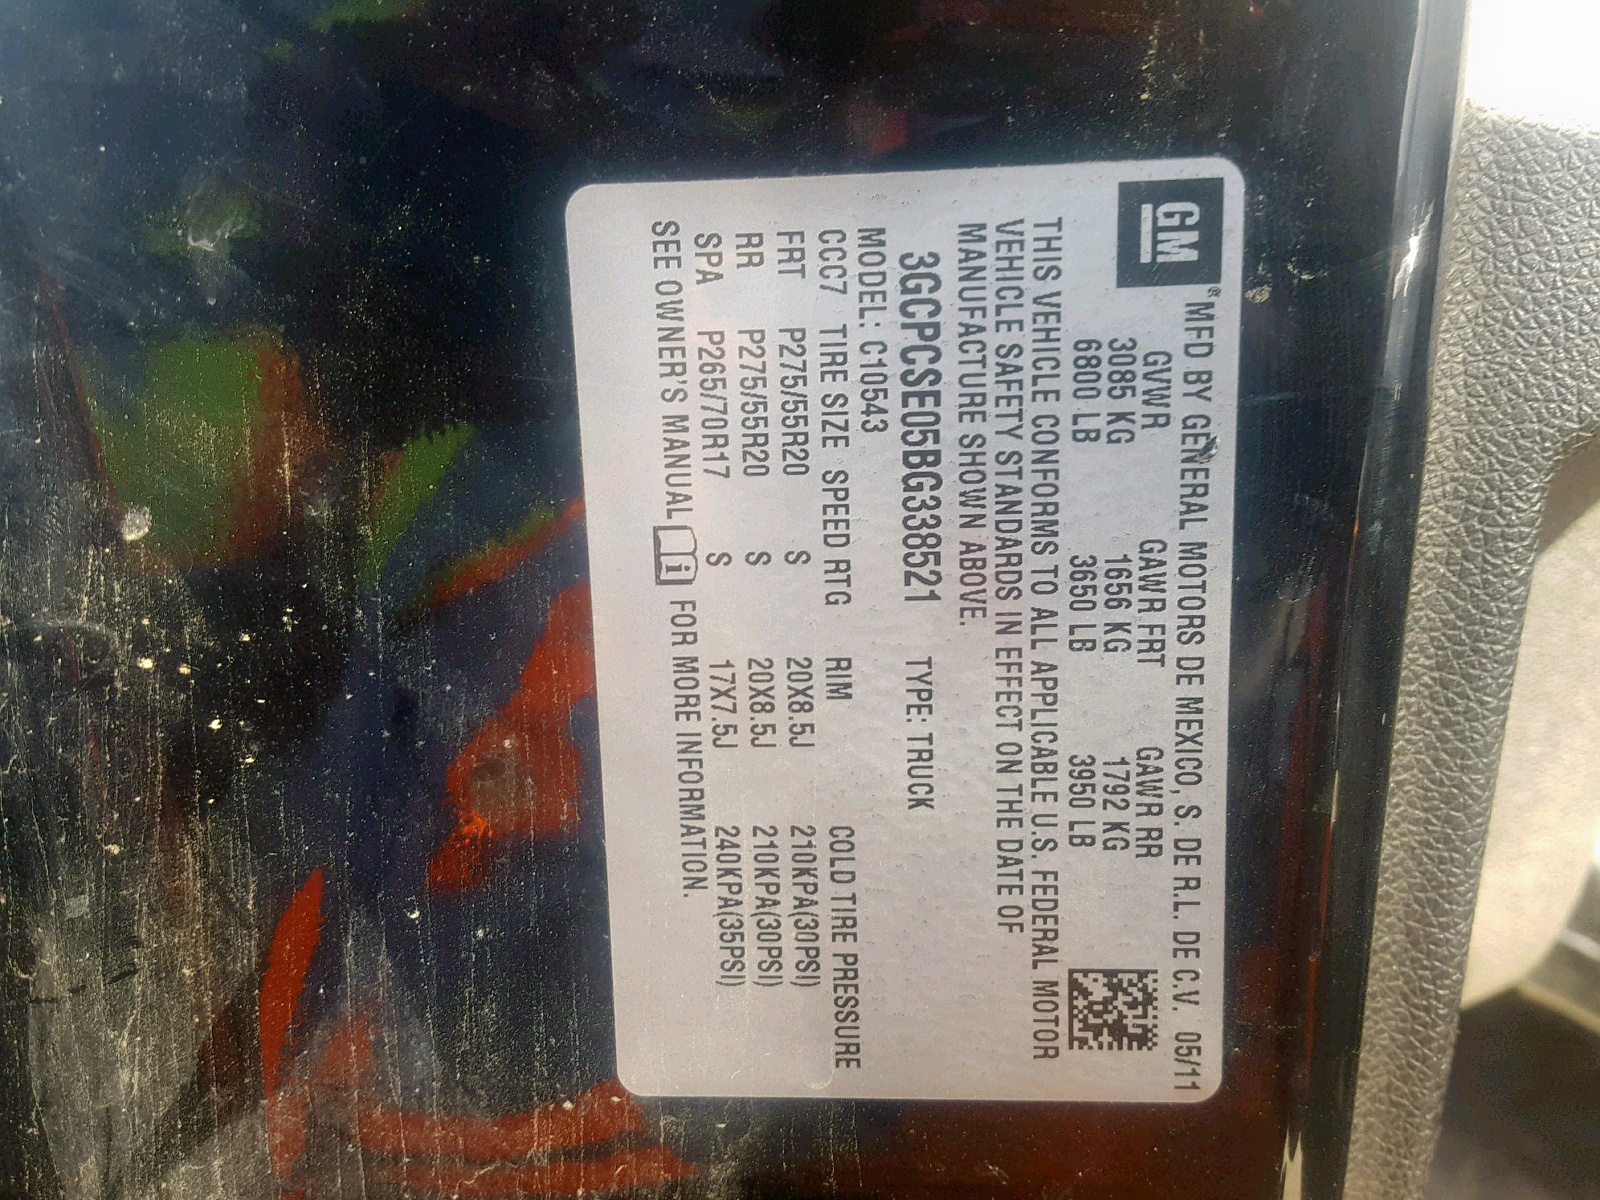 GM ® MFD BY GENERAL MOTORS DE MEXICO, S. DE R.L. DE C.V. 05/11
GVWR GAWR FRT GAWR RR
3085 KG 1656 KG 1792 KG
6800 LB 3650 LB 3950 LB
THIS VEHICLE CONFORMS TO ALL APPLICABLE U.S. FEDERAL MOTOR
VEHICLE SAFETY STANDARDS IN EFFECT ON THE DATE OF
MANUFACTURE SHOWN ABOVE.
3GCPCSE05BG338521 TYPE: TRUCK
MODEL: C10543
CCC7 TIRE SIZE SPEED RTG RIM COLD TIRE PRESSURE
FRT P275/55R20 S 20X8.5J 210KPA(30PSI)
RR P275/55R20 S 20X8.5J 210KPA(30PSI)
SPA P265/70R17 S 17X7.5J 240KPA(35PSI)
SEE OWNER'S MANUAL i FOR MORE INFORMATION.